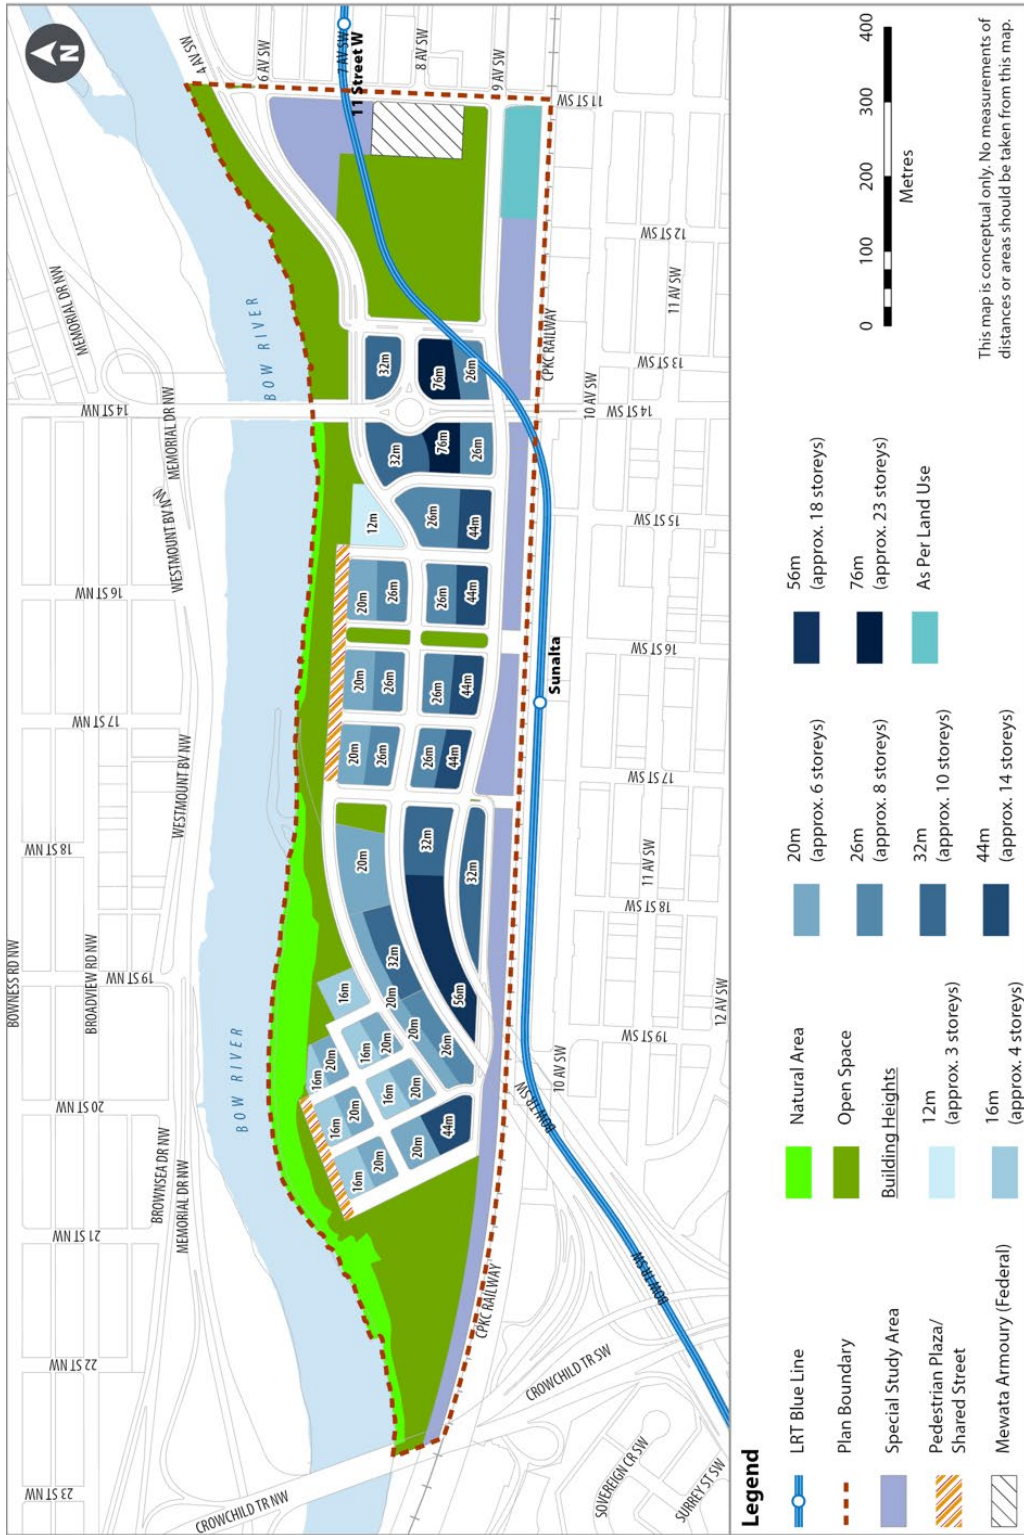 BOWNESS RD NW
BROADVIEW RD NW
23 ST NW
22 ST NW
21 ST NW
20 ST NW
19 ST NW
18 ST NW
17 ST NW
16 ST NW
14 ST NW
BROWNSEA DR NW
MEMORIAL DR NW
WESTMOUNT BV NW
WESTMOUNT BV NW
MEMORIAL DR NW
MEMORIAL DR NW
N
CROWCHILD TR NW
BOW RIVER
BOW RIVER
4 AV SW
6 AV SW
7 AV SW
11 Street W
8 AV SW
9 AV SW
11 ST SW
16m
20m
16m
20m
16m
20m
16m
20m
16m
20m
16m
20m
44m
20m
20m
26m
32m
20m
56m
32m
32m
20m
26m
26m
44m
20m
26m
26m
44m
20m
26m
26m
44m
12m
26m
44m
32m
76m
26m
32m
76m
26m
CPKC RAILWAY
CPKC RAILWAY
CROWCHILD TR SW
SOVEREIGN CR SW
SURREY ST SW
BOW TR SW
BOW TR SW
10 AV SW
Sunalta
10 AV SW
11 AV SW
11 AV SW
12 AV SW
19 ST SW
18 ST SW
17 ST SW
16 ST SW
15 ST SW
14 ST SW
13 ST SW
12 ST SW
Legend
LRT Blue Line
Plan Boundary
Special Study Area
Pedestrian Plaza/
Shared Street
Mewata Armoury (Federal)
Natural Area
Open Space
Building Heights
12m
(approx. 3 storeys)
16m
(approx. 4 storeys)
20m
(approx. 6 storeys)
26m
(approx. 8 storeys)
32m
(approx. 10 storeys)
44m
(approx. 14 storeys)
56m
(approx. 18 storeys)
76m
(approx. 23 storeys)
As Per Land Use
0 100 200 300 400
Metres
This map is conceptual only. No measurements of
distances or areas should be taken from this map.